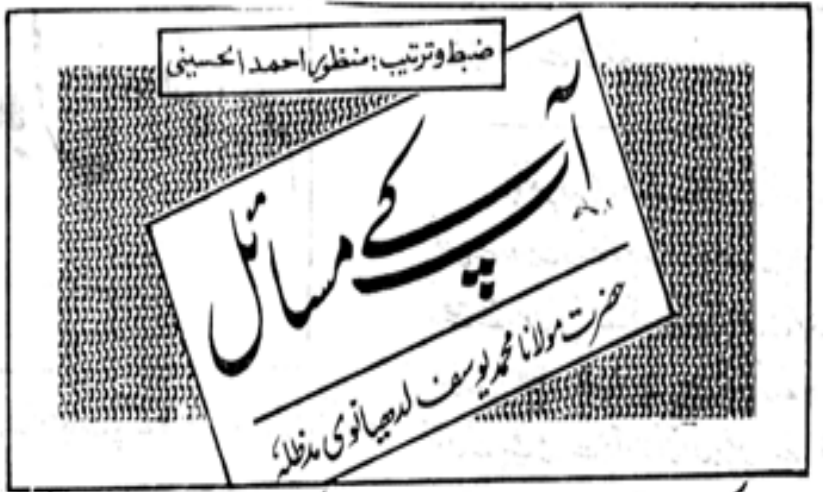 ضبط و ترتیب: منظور احمد الحسینی
آپ کے مسائل
حضرت مولانا محمد یوسف لدھیانوی مدظلہ،